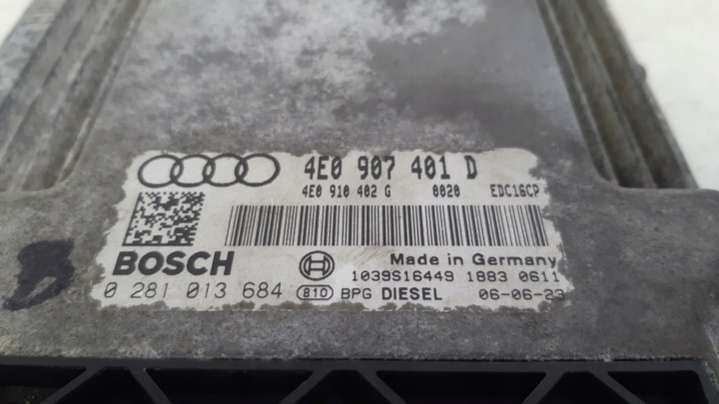 4E0 907 401 D
4E0 910 402 G 0020 EDC16CP
BOSCH Made in Germany
1039S16449 1883 0611
0 281 013 684 810 BPG DIESEL 06-06-23